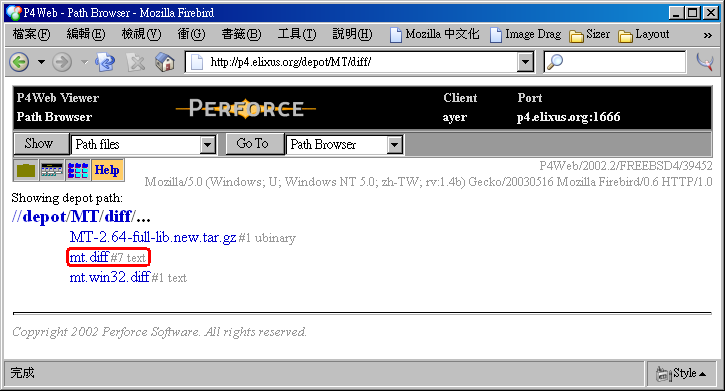 P4Web - Path Browser - Mozilla Firebird
檔案(F) 編輯(E) 檢視(V) 衝(G) 書籤(B) 工具(T) 說明(H) Mozilla 中文化 Image Drag Sizer Layout »
http://p4.elixus.org/depot/MT/diff/
P4Web Viewer PERFORCE Client Port
Path Browser ayer p4.elixus.org:1666
Show Path files Go To Path Browser
Help P4Web/2002.2/FREEBSD4/39452
Mozilla/5.0 (Windows; U; Windows NT 5.0; zh-TW; rv:1.4b) Gecko/20030516 Mozilla Firebird/0.6 HTTP/1.0
Showing depot path:
//depot/MT/diff/...
MT-2.64-full-lib.new.tar.gz #1 ubinary
mt.diff #7 text
mt.win32.diff #1 text
Copyright 2002 Perforce Software. All rights reserved.
完成 Style